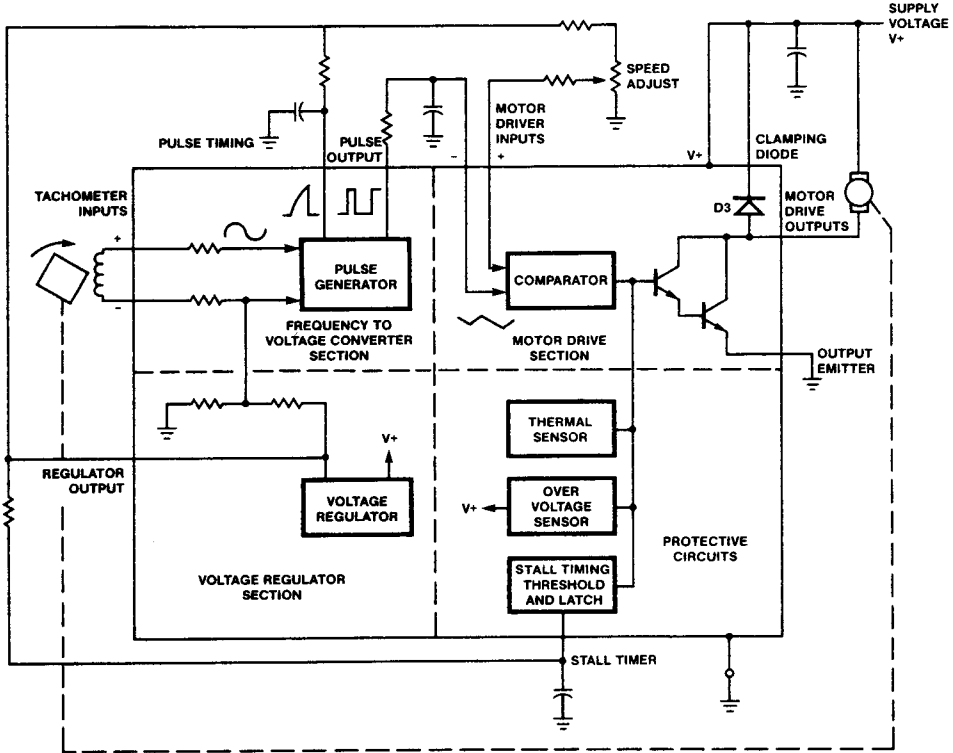 SUPPLY
VOLTAGE
V+
SPEED
ADJUST
MOTOR
DRIVER
INPUTS
PULSE TIMING
PULSE
OUTPUT
–
+
V+
CLAMPING
DIODE
TACHOMETER
INPUTS
D3
MOTOR
DRIVE
OUTPUTS
+
–
PULSE
GENERATOR
COMPARATOR
FREQUENCY TO
VOLTAGE CONVERTER
SECTION
MOTOR DRIVE
SECTION
OUTPUT
EMITTER
THERMAL
SENSOR
V+
REGULATOR
OUTPUT
VOLTAGE
REGULATOR
V+
OVER
VOLTAGE
SENSOR
PROTECTIVE
CIRCUITS
STALL TIMING
THRESHOLD
AND LATCH
VOLTAGE REGULATOR
SECTION
STALL TIMER